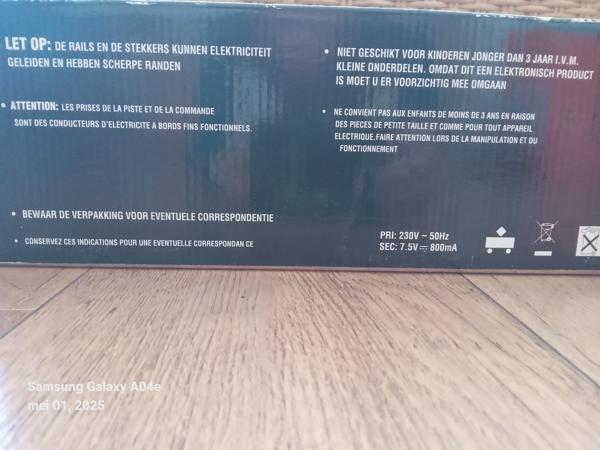 LET OP: DE RAILS EN DE STEKKERS KUNNEN ELEKTRICITEIT
GELEIDEN EN HEBBEN SCHERPE RANDEN
• ATTENTION: LES PRISES DE LA PISTE ET DE LA COMMANDE
SONT DES CONDUCTEURS D'ELECTRICITE A BORDS FINS FONCTIONNELS.
• BEWAAR DE VERPAKKING VOOR EVENTUELE CORRESPONDENTIE
• CONSERVEZ CES INDICATIONS POUR UNE EVENTUELLE CORRESPONDAN CE
• NIET GESCHIKT VOOR KINDEREN JONGER DAN 3 JAAR I.V.M.
KLEINE ONDERDELEN. OMDAT DIT EEN ELEKTRONISCH PRODUCT
IS MOET U ER VOORZICHTIG MEE OMGAAN
• NE CONVIENT PAS AUX ENFANTS DE MOINS DE 3 ANS EN RAISON
DES PIECES DE PETITE TAILLE ET COMME POUR TOUT APPAREIL
ELECTRIQUE.FAIRE ATTENTION LORS DE LA MANIPULATION ET DU
FONCTIONNEMENT
PRI: 230V ~ 50Hz
SEC: 7.5V⎓ 800mA
Samsung Galaxy A04e
mei 01, 2025